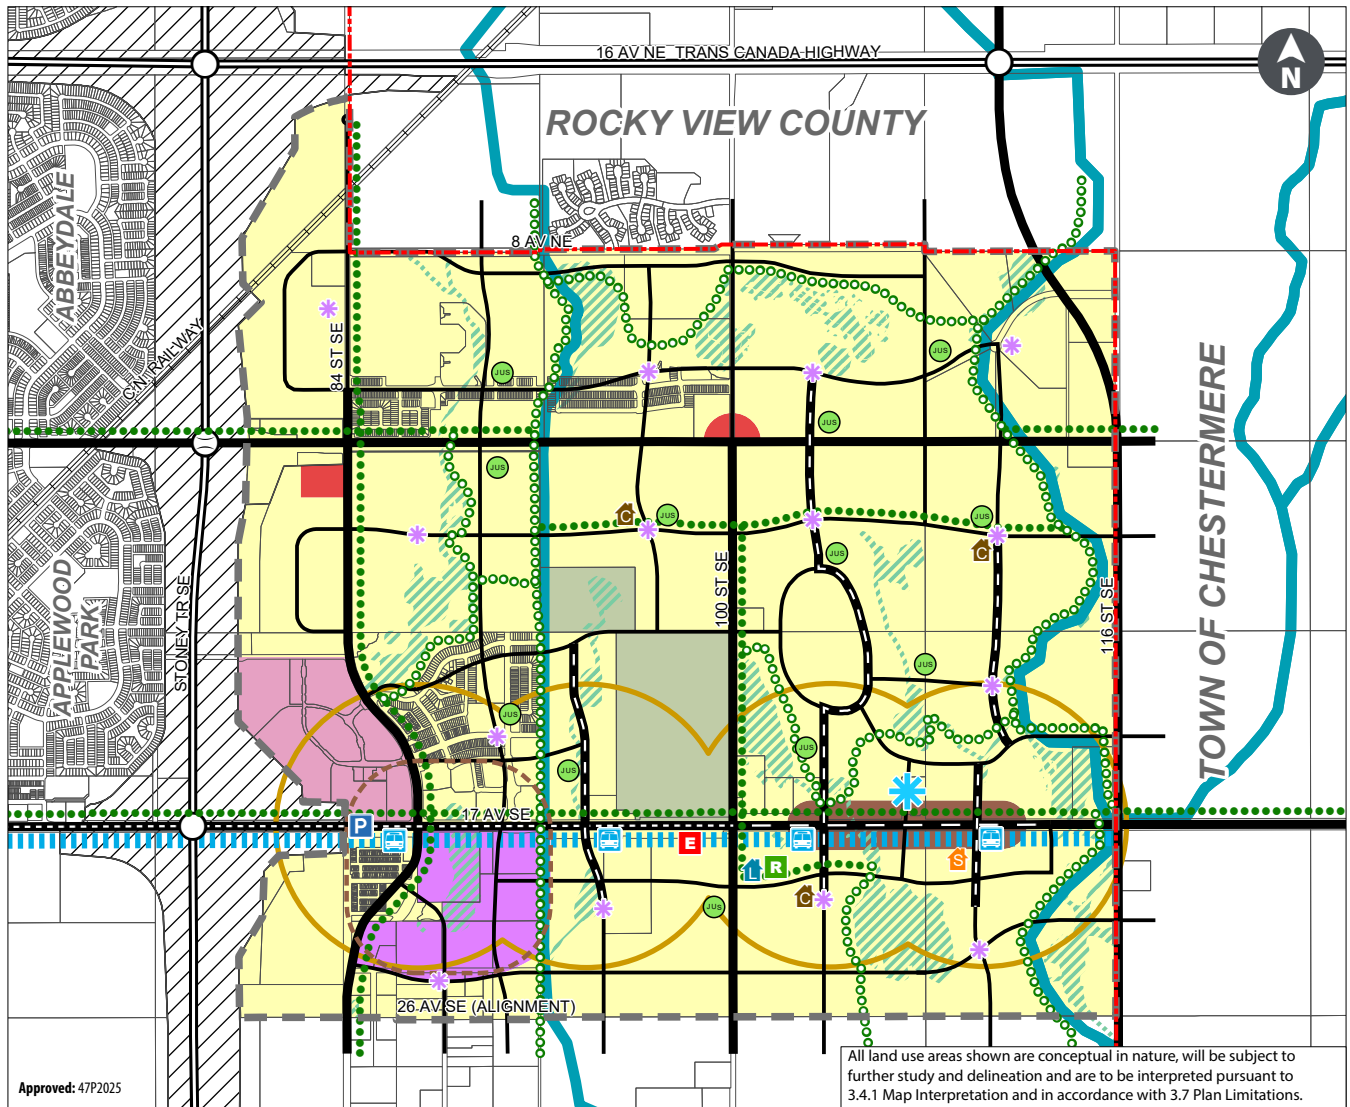 16 AV NE TRANS CANADA HIGHWAY
N
ROCKY VIEW COUNTY
ABBEYDALE
8 AV NE
C.N. RAILWAY
84 ST SE
JUS
JUS
JUS
JUS
TOWN OF CHESTERMERE
C
JUS
JUS
C
JUS
100 ST SE
116 ST SE
APPLEWOOD
PARK
STONEY TR SE
JUS
JUS
JUS
JUS
17 AV SE
P
E
L
R
S
C
JUS
26 AV SE (ALIGNMENT)
Approved: 47P2025
All land use areas shown are conceptual in nature, will be subject to
further study and delineation and are to be interpreted pursuant to
3.4.1 Map Interpretation and in accordance with 3.7 Plan Limitations.